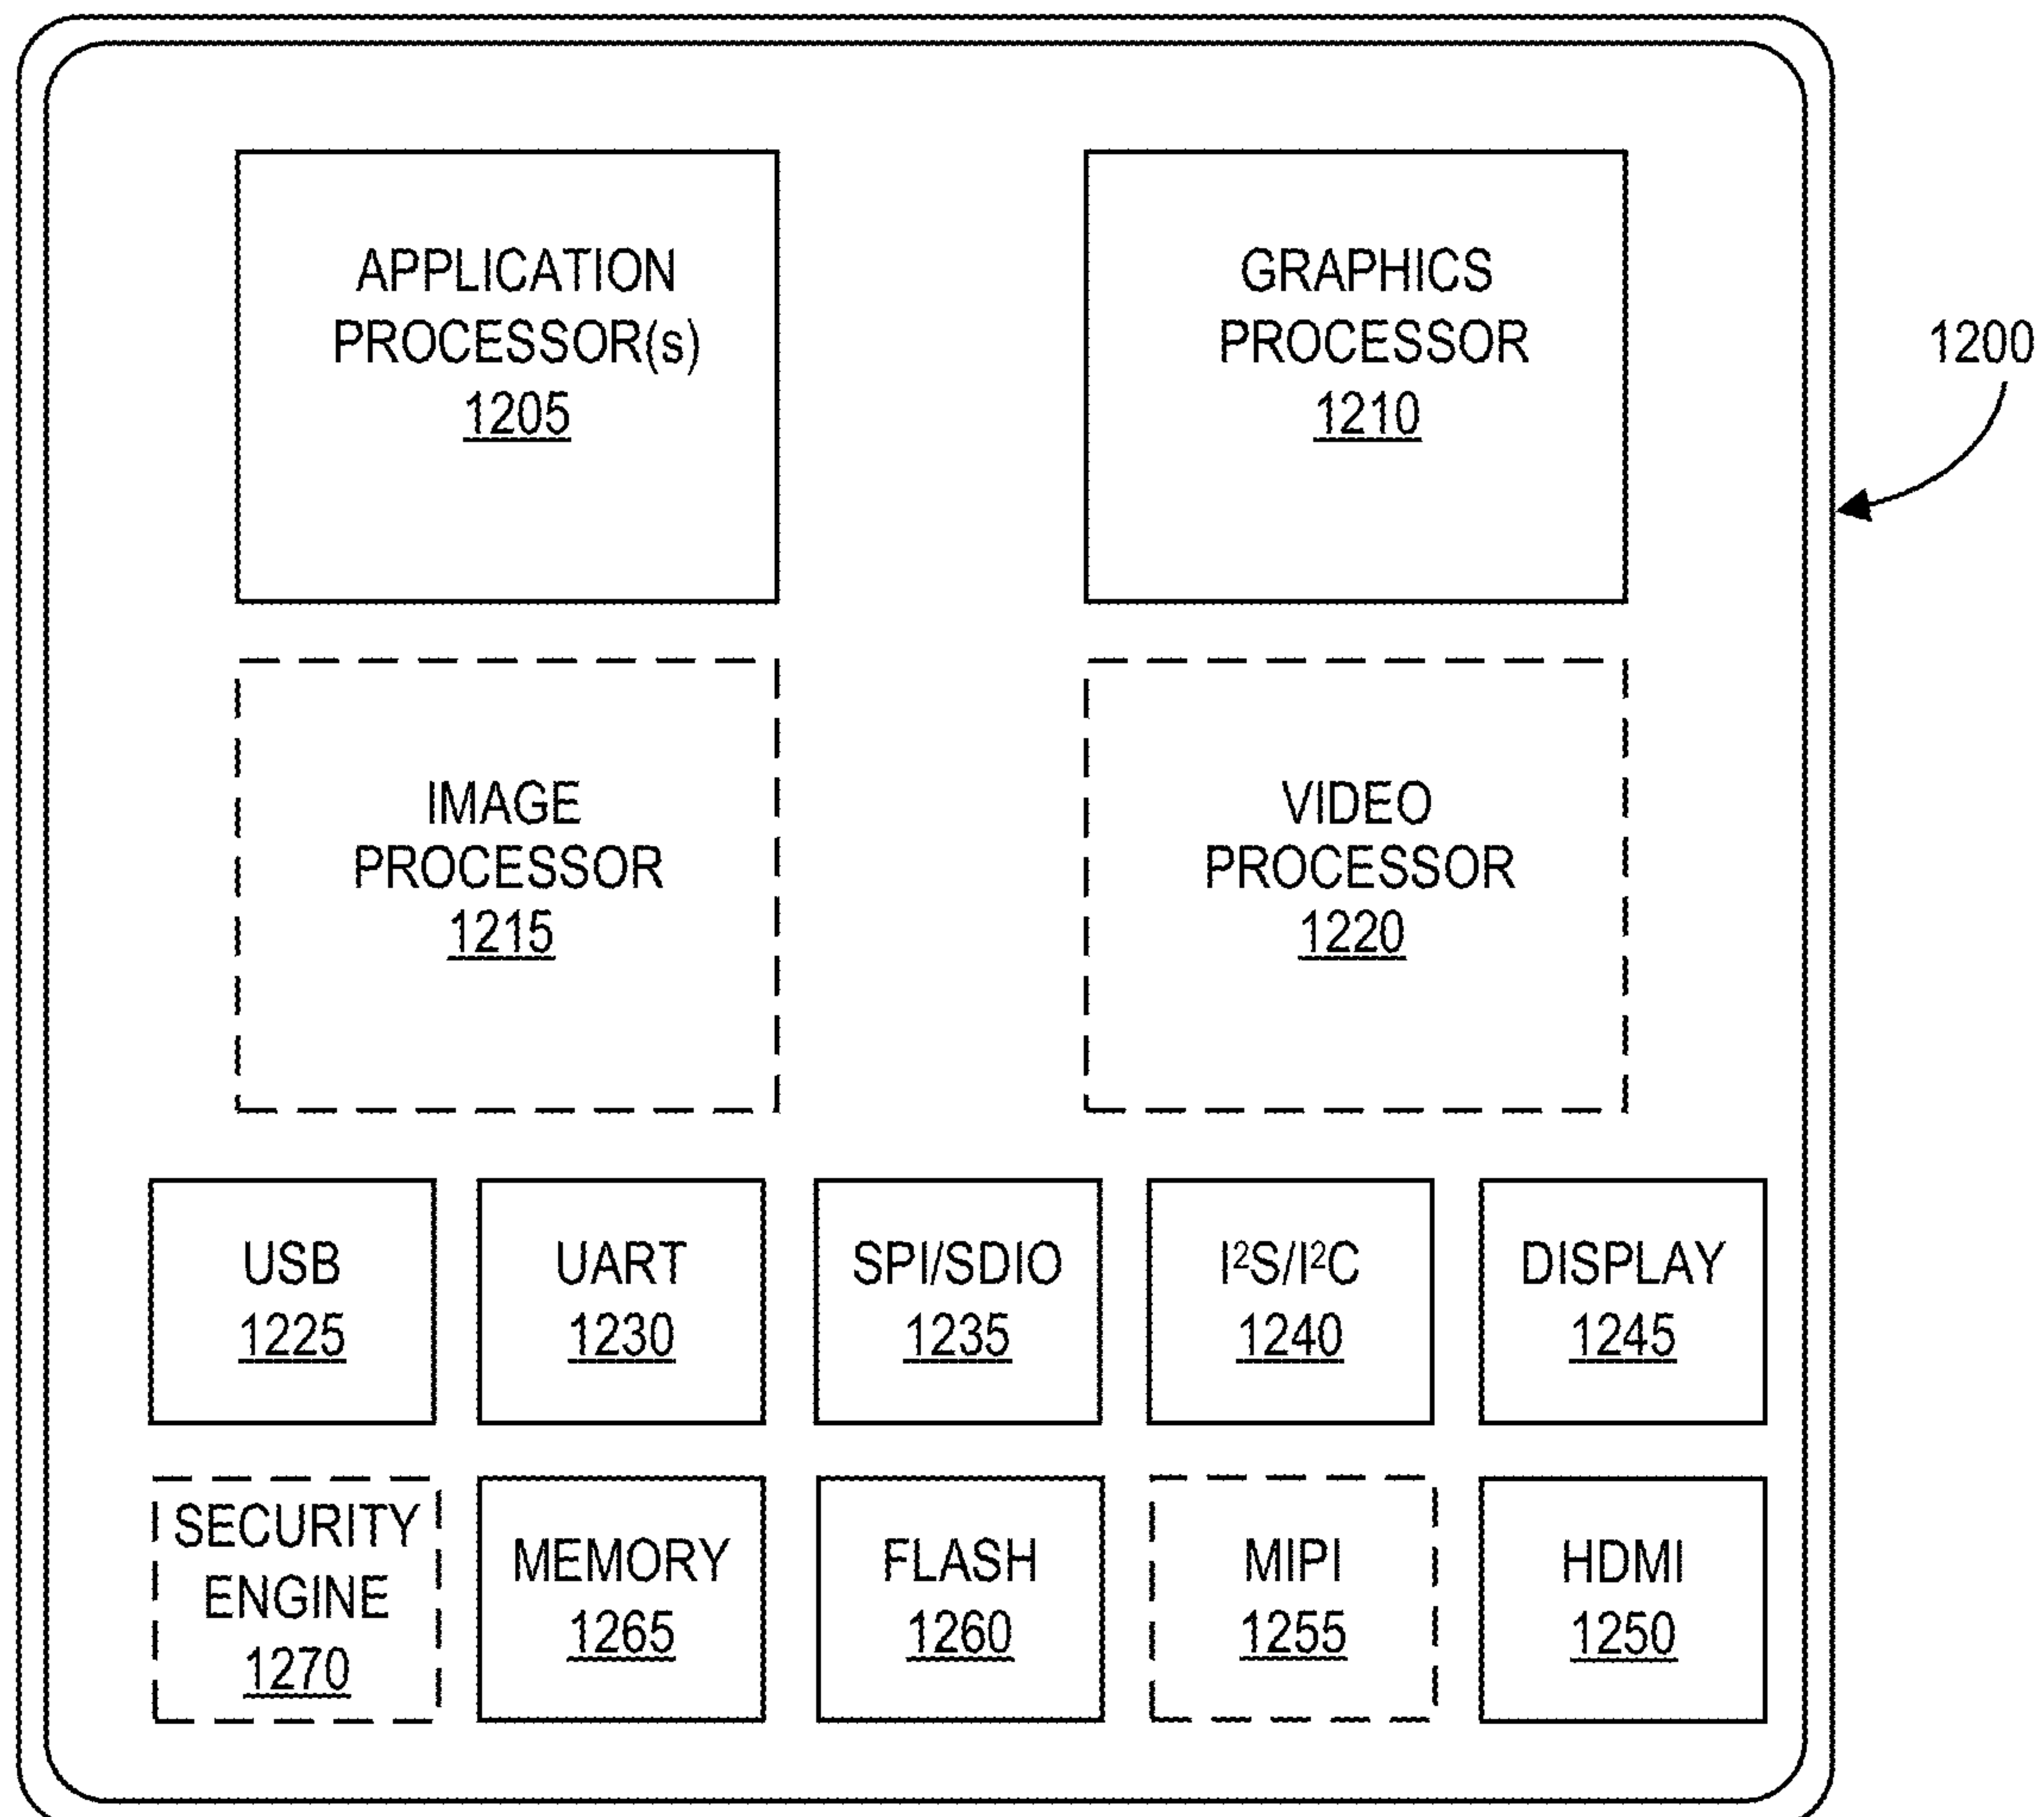 APPLICATION
PROCESSOR(s)
1205
GRAPHICS
PROCESSOR
1210
1200
IMAGE
PROCESSOR
1215
VIDEO
PROCESSOR
1220
USB
1225
UART
1230
SPI/SDIO
1235
I²S/I²C
1240
DISPLAY
1245
SECURITY
ENGINE
1270
MEMORY
1265
FLASH
1260
MIPI
1255
HDMI
1250